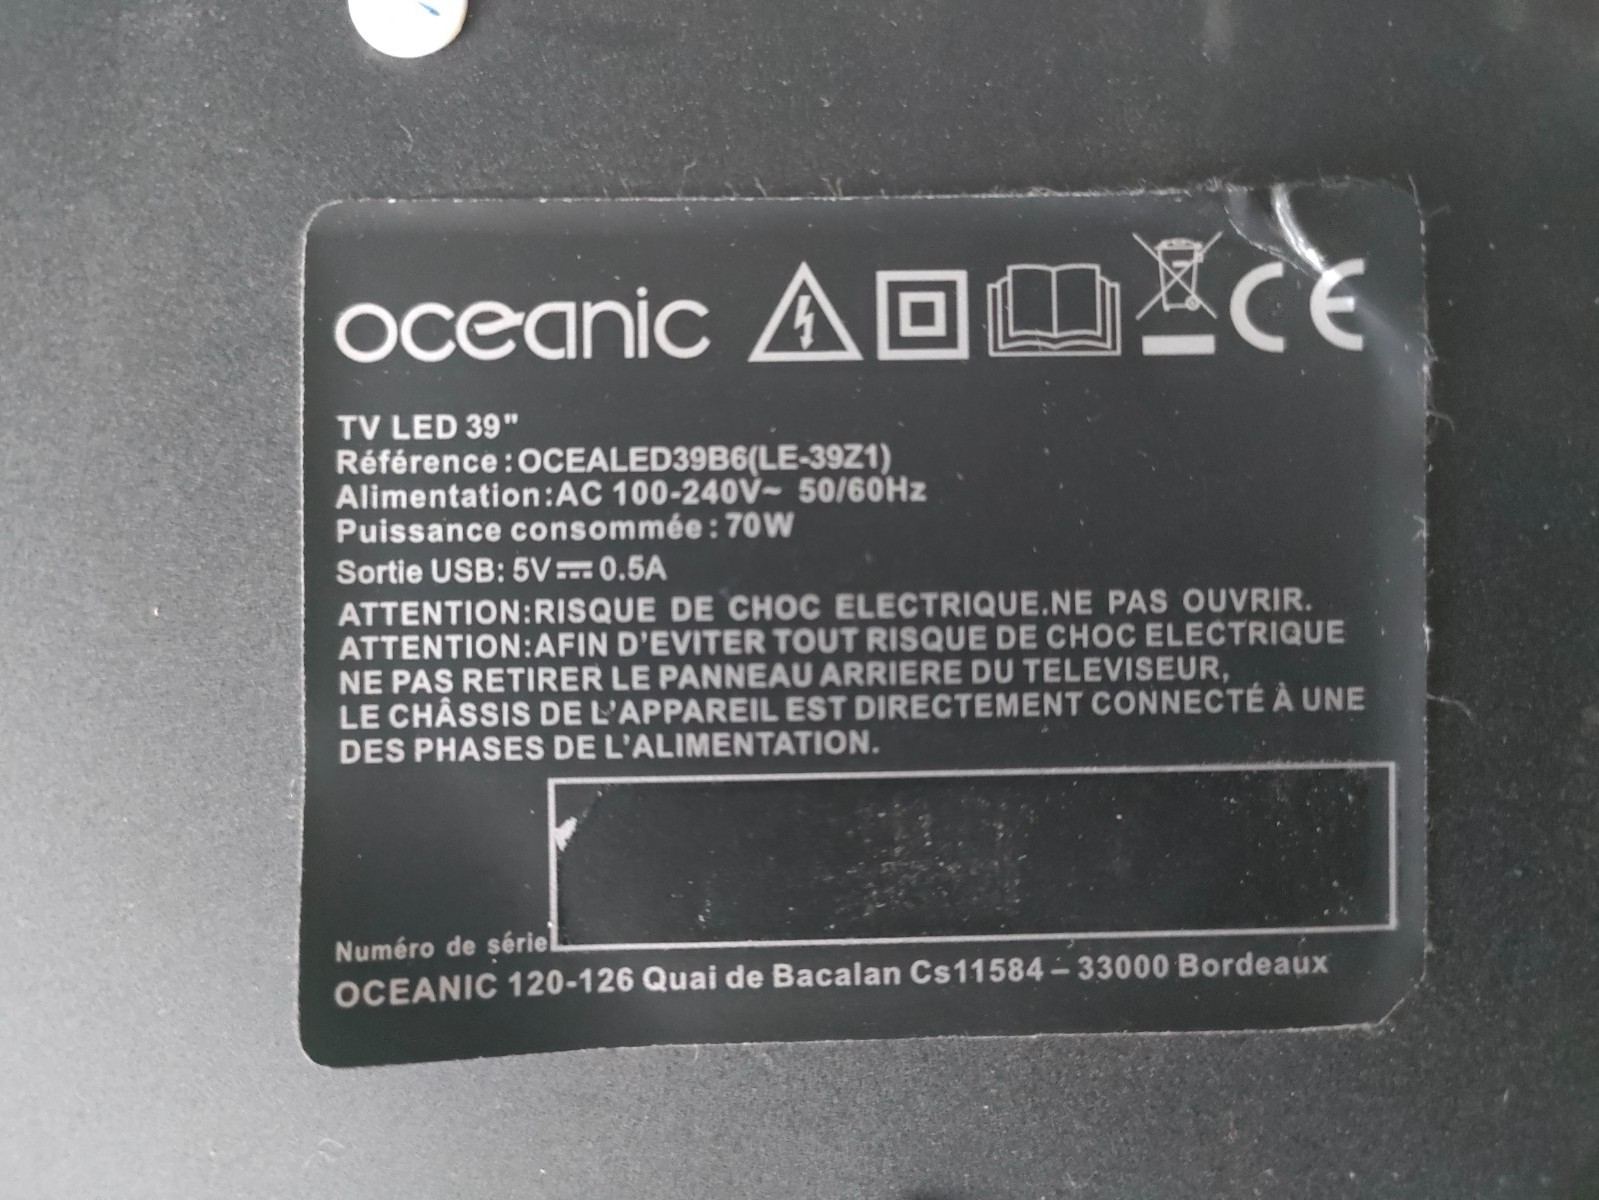 oceanic CE
TV LED 39"
Référence : OCEALED39B6(LE-39Z1)
Alimentation:AC 100-240V~ 50/60Hz
Puissance consommée : 70W
Sortie USB: 5V⎓0.5A
ATTENTION:RISQUE DE CHOC ELECTRIQUE.NE PAS OUVRIR.
ATTENTION:AFIN D'EVITER TOUT RISQUE DE CHOC ELECTRIQUE
NE PAS RETIRER LE PANNEAU ARRIERE DU TELEVISEUR,
LE CHÂSSIS DE L'APPAREIL EST DIRECTEMENT CONNECTÉ À UNE
DES PHASES DE L'ALIMENTATION.
Numéro de série
OCEANIC 120-126 Quai de Bacalan Cs11584 – 33000 Bordeaux